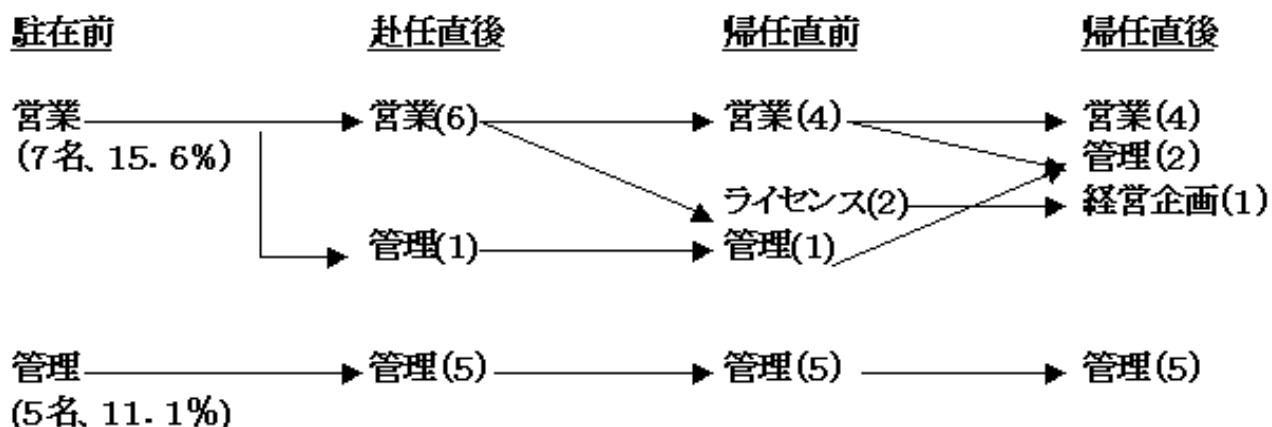 駐在前 赴任直後 帰任直前 帰任直後
営業 営業(6) 営業(4) 営業(4)
(7名、15.6%) 管理(2)
ライセンス(2) 経営企画(1)
管理(1) 管理(1)
管理 管理(5) 管理(5) 管理(5)
(5名、11.1%)